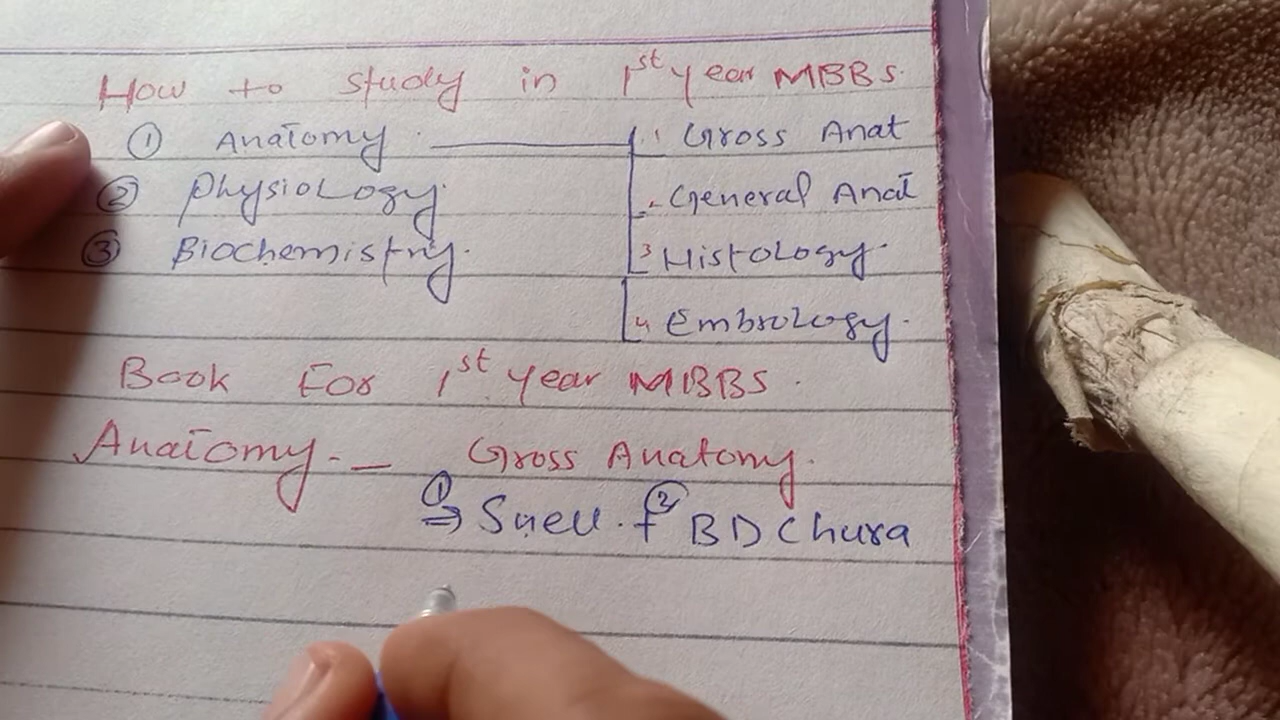 How to study in 1st year MBBS.
① Anatomy 1 Gross Anat
② Physiology 2 General Anat
③ Biochemistry. 3 Histology
4 Embrology.
Book For 1st year MBBS.
Anatomy - Gross Anatomy.
① ⇒ Snell. + ② BD Chura